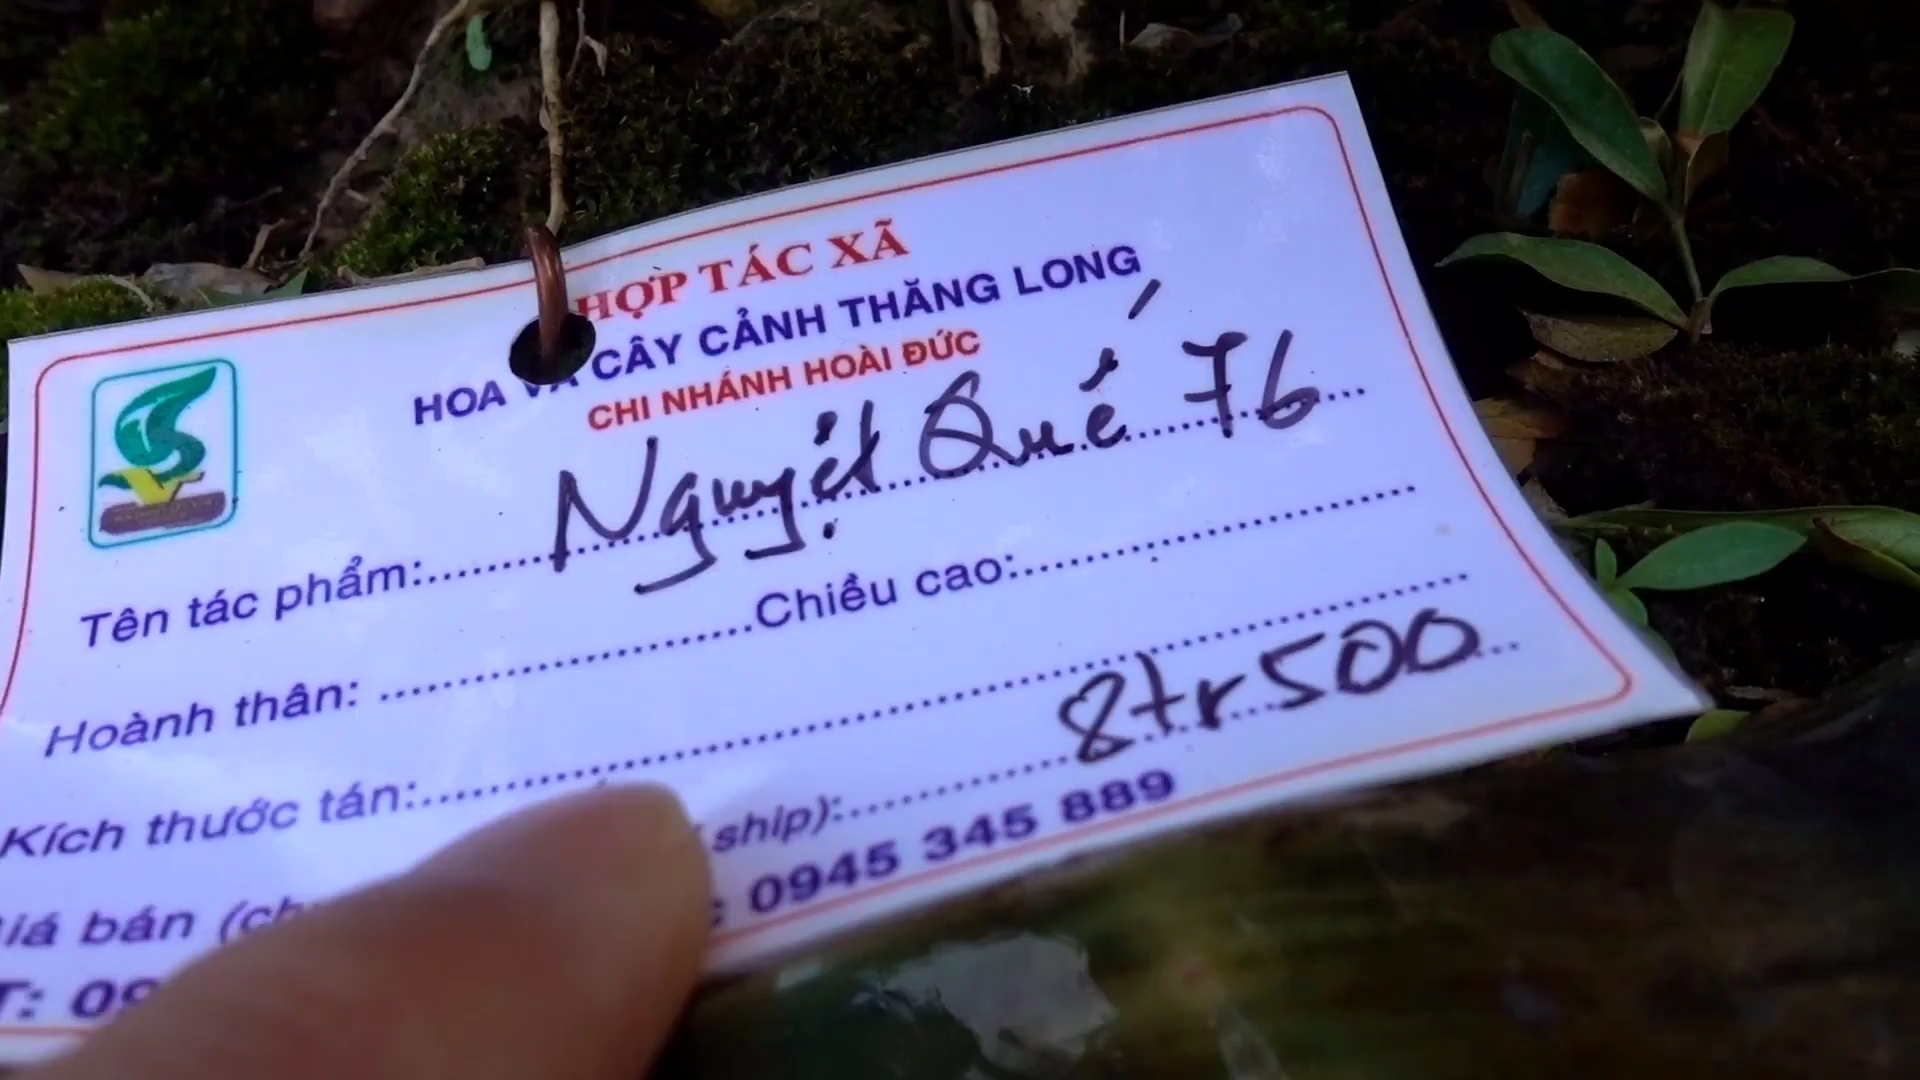 HỢP TÁC XÃ
HOA VÀ CÂY CẢNH THĂNG LONG
CHI NHÁNH HOÀI ĐỨC
Tên tác phẩm: Nguyệt Quế 76
Hoành thân: Chiều cao:
Kích thước tán:
iá bán ship): 8tr500
T: 0945 345 889